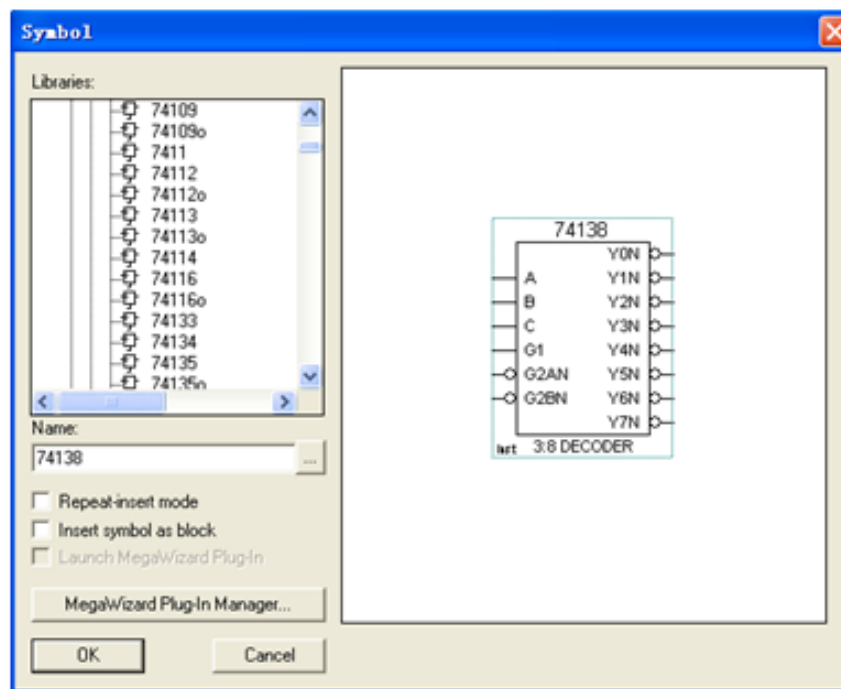 Symbol
Libraries:
74109
74109o
7411
74112
74112o
74113
74113o
74114
74116
74116o
74133
74134
74135
74135o
Name:
74138
...
Repeat-insert mode
Insert symbol as block
Launch MegaWizard Plug-In
MegaWizard Plug-In Manager...
OK
Cancel
74138
Y0N
A Y1N
B Y2N
C Y3N
G1 Y4N
G2AN Y5N
G2BN Y6N
Y7N
inst 3:8 DECODER